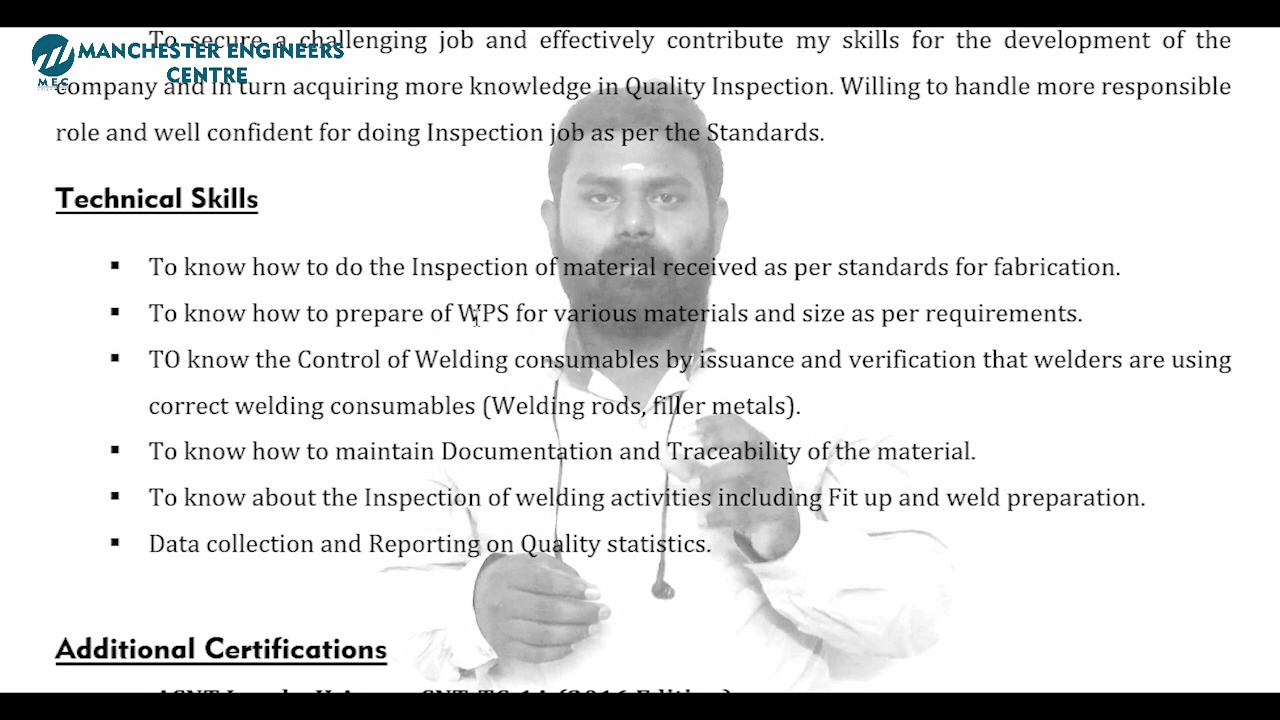 To secure a challenging job and effectively contribute my skills for the development of the
MANCHESTER ENGINEERS
CENTRE
M.E.C
company and in turn acquiring more knowledge in Quality Inspection. Willing to handle more responsible
role and well confident for doing Inspection job as per the Standards.
Technical Skills
▪ To know how to do the Inspection of material received as per standards for fabrication.
▪ To know how to prepare of WPS for various materials and size as per requirements.
▪ TO know the Control of Welding consumables by issuance and verification that welders are using
correct welding consumables (Welding rods, filler metals).
▪ To know how to maintain Documentation and Traceability of the material.
▪ To know about the Inspection of welding activities including Fit up and weld preparation.
▪ Data collection and Reporting on Quality statistics.
Additional Certifications
SNT-TC-1A (2016 Edition)